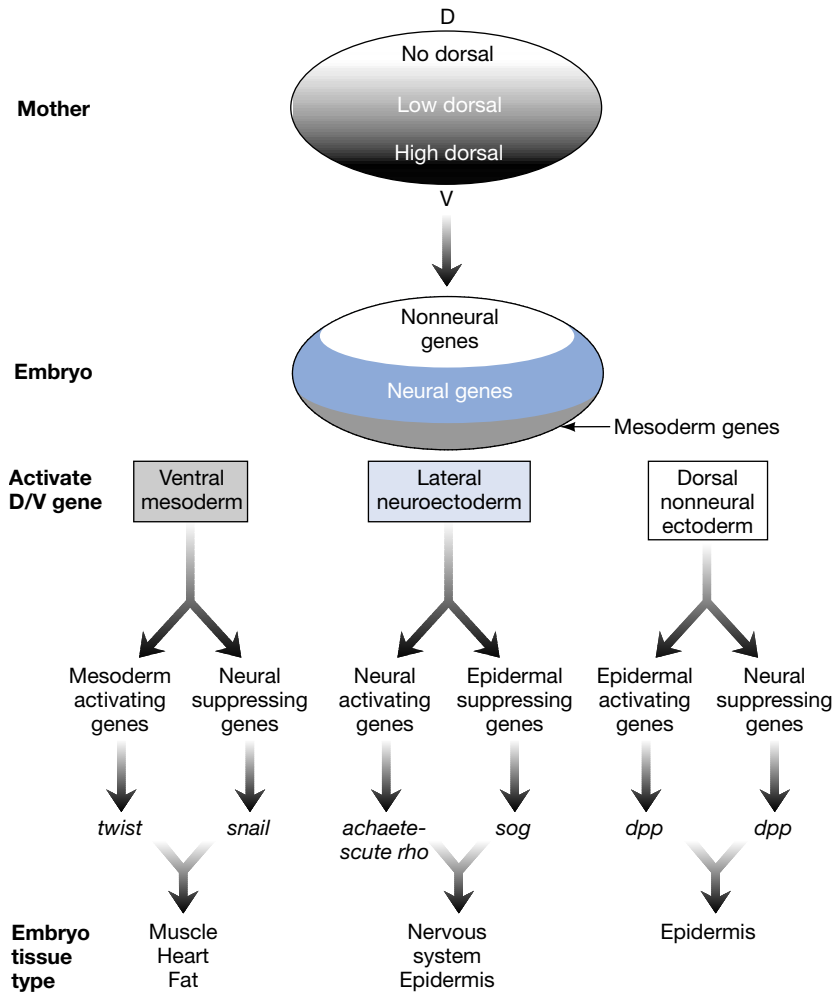 D
No dorsal
Mother
Low dorsal
High dorsal
V
Nonneural
genes
Embryo
Neural genes
Mesoderm genes
Activate
D/V gene
Ventral
mesoderm
Lateral
neuroectoderm
Dorsal
nonneural
ectoderm
Mesoderm
activating
genes
Neural
suppressing
genes
Neural
activating
genes
Epidermal
suppressing
genes
Epidermal
activating
genes
Neural
suppressing
genes
twist
snail
achaete-
scute rho
sog
dpp
dpp
Embryo
tissue
type
Muscle
Heart
Fat
Nervous
system
Epidermis
Epidermis